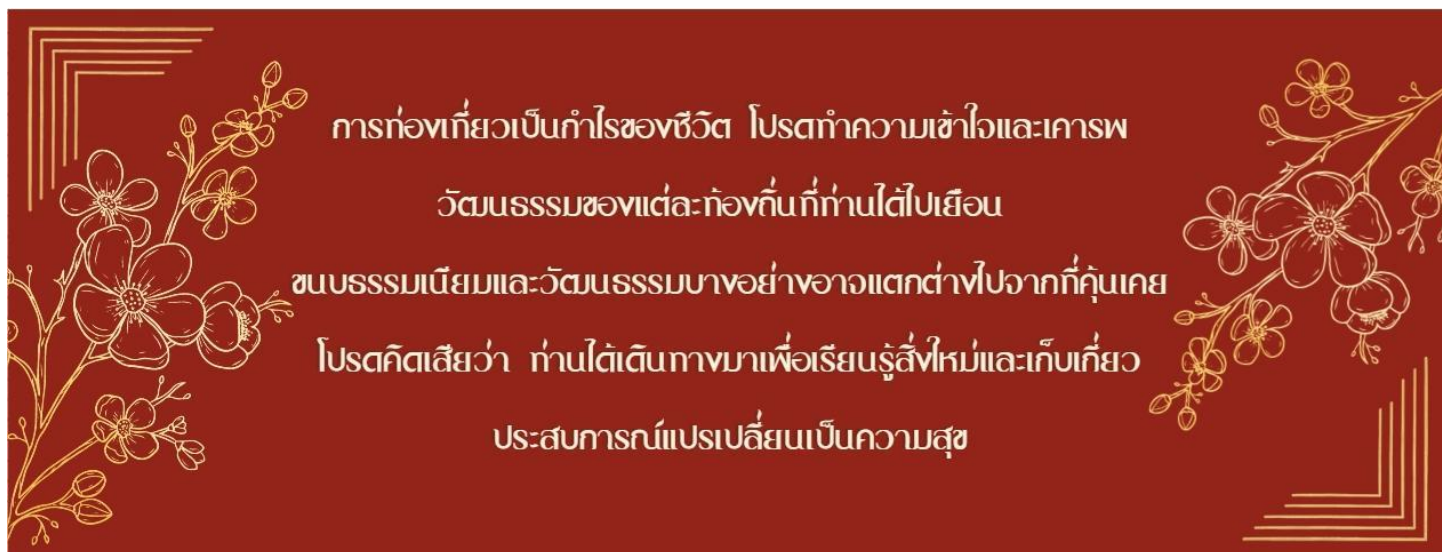 การท่องเที่ยวเป็นกำไรของชีวิต โปรดทำความเข้าใจและเคารพ
วัฒนธรรมของแต่ละท้องถิ่นที่ท่านได้ไปเยือน
ขนบธรรมเนียมและวัฒนธรรมบางอย่างอาจแตกต่างไปจากที่คุ้นเคย
โปรดคิดเสียว่า ท่านได้เดินทางมาเพื่อเรียนรู้สิ่งใหม่และเก็บเกี่ยว
ประสบการณ์แปรเปลี่ยนเป็นความสุข